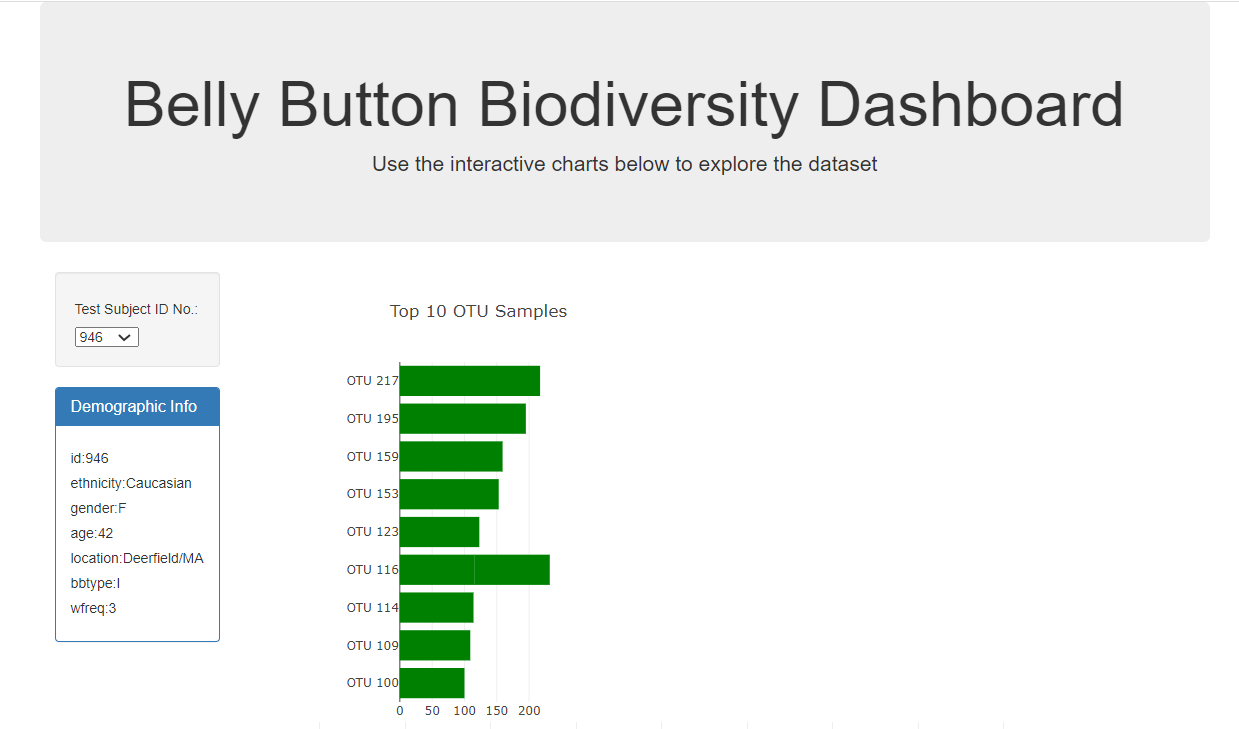 Belly Button Biodiversity Dashboard
Use the interactive charts below to explore the dataset
Test Subject ID No.:
946
Demographic Info
id:946
ethnicity:Caucasian
gender:F
age:42
location:Deerfield/MA
bbtype:I
wfreq:3
Top 10 OTU Samples
OTU 217
OTU 195
OTU 159
OTU 153
OTU 123
OTU 116
OTU 114
OTU 109
OTU 100
0 50 100 150 200